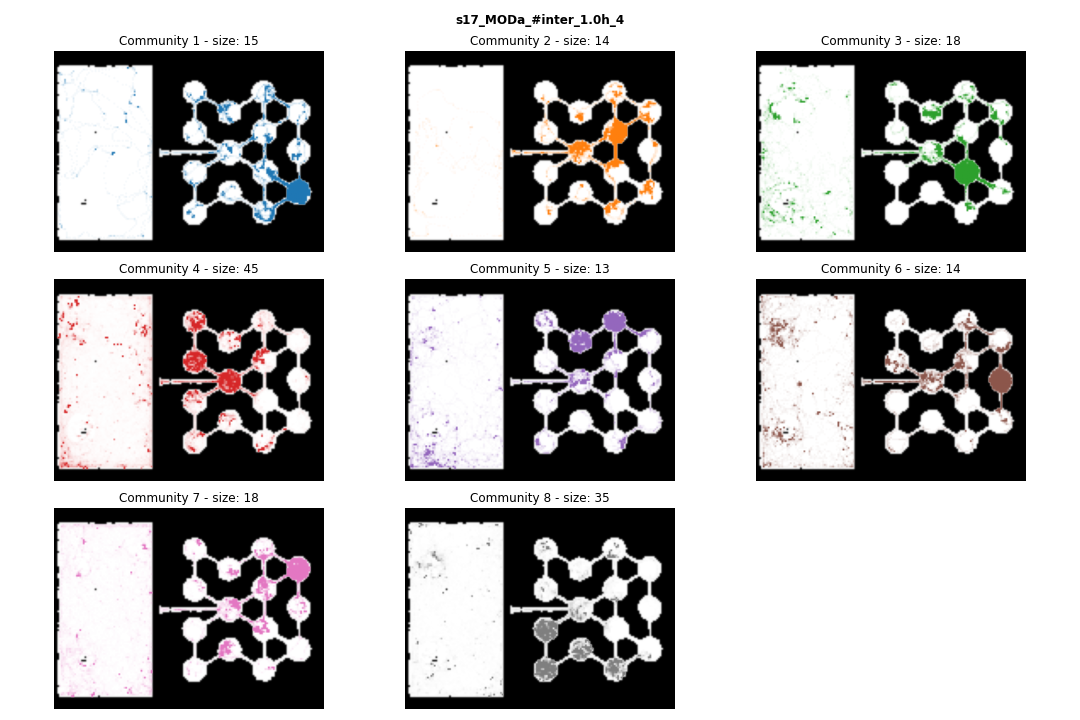 s17_MODa_#inter_1.0h_4
Community 1 - size: 15
Community 2 - size: 14
Community 3 - size: 18
Community 4 - size: 45
Community 5 - size: 13
Community 6 - size: 14
Community 7 - size: 18
Community 8 - size: 35